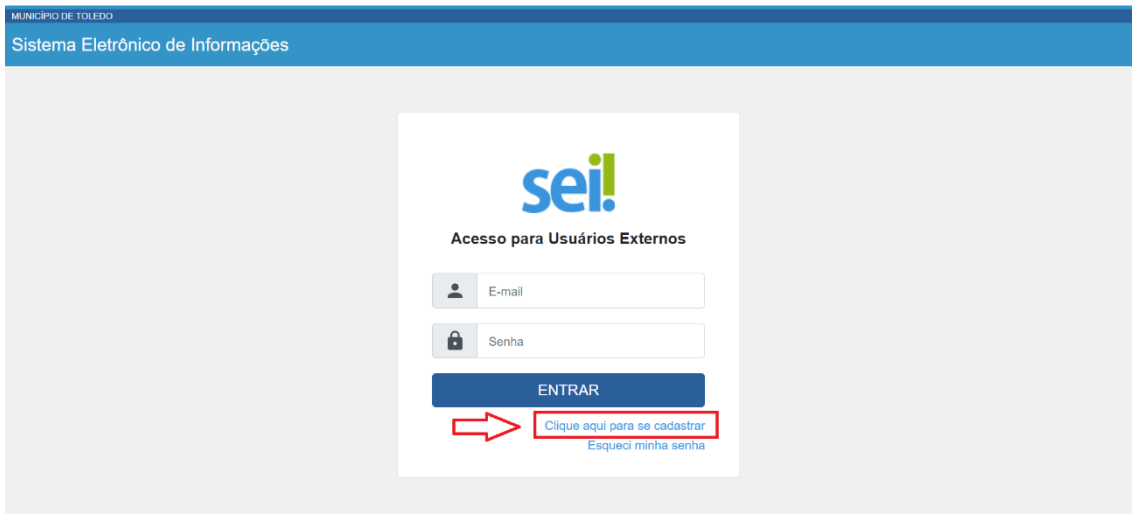 MUNICÍPIO DE TOLEDO
Sistema Eletrônico de Informações
sei!
Acesso para Usuários Externos
E-mail
Senha
ENTRAR
Clique aqui para se cadastrar
Esqueci minha senha